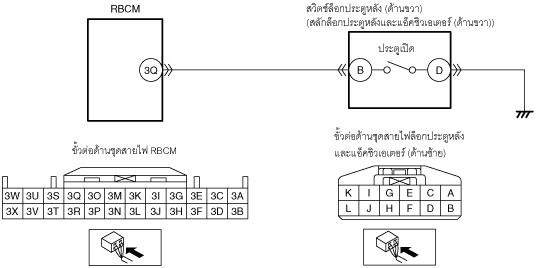 RBCM
สวิตช์ล็อกประตูหลัง (ด้านขวา)
(สลักล็อกประตูหลังและแอ็คชิวเอเตอร์ (ด้านขวา))
ประตูเปิด
3Q
B
D
ขั้วต่อด้านชุดสายไฟ RBCM
ขั้วต่อด้านชุดสายไฟล็อกประตูหลัง
และแอ็คชิวเอเตอร์ (ด้านซ้าย)
3W 3U 3S 3Q 3O 3M 3K 3I 3G 3E 3C 3A
3X 3V 3T 3R 3P 3N 3L 3J 3H 3F 3D 3B
K I G E C A
L J H F D B